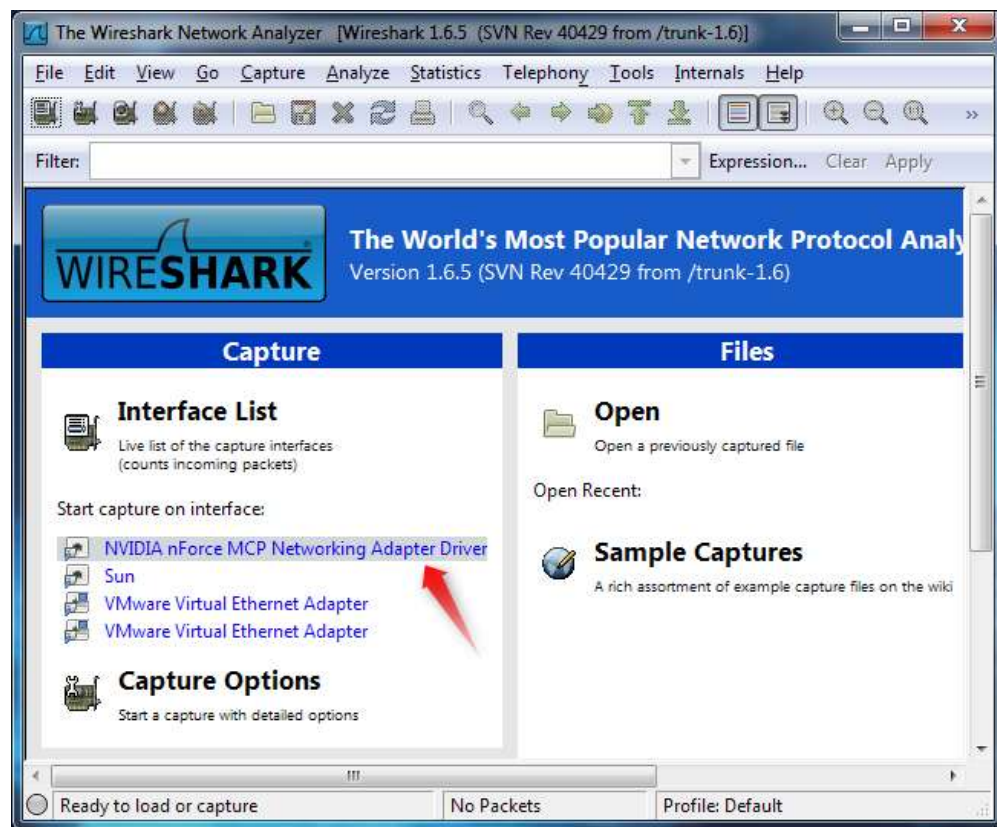 The Wireshark Network Analyzer [Wireshark 1.6.5 (SVN Rev 40429 from /trunk-1.6)]
File Edit View Go Capture Analyze Statistics Telephony Tools Internals Help
Filter: Expression... Clear Apply
WIRESHARK
The World's Most Popular Network Protocol Analy
Version 1.6.5 (SVN Rev 40429 from /trunk-1.6)
Capture
Interface List
Live list of the capture interfaces
(counts incoming packets)
Start capture on interface:
NVIDIA nForce MCP Networking Adapter Driver
Sun
VMware Virtual Ethernet Adapter
VMware Virtual Ethernet Adapter
Capture Options
Start a capture with detailed options
Files
Open
Open a previously captured file
Open Recent:
Sample Captures
A rich assortment of example capture files on the wiki
Ready to load or capture No Packets Profile: Default